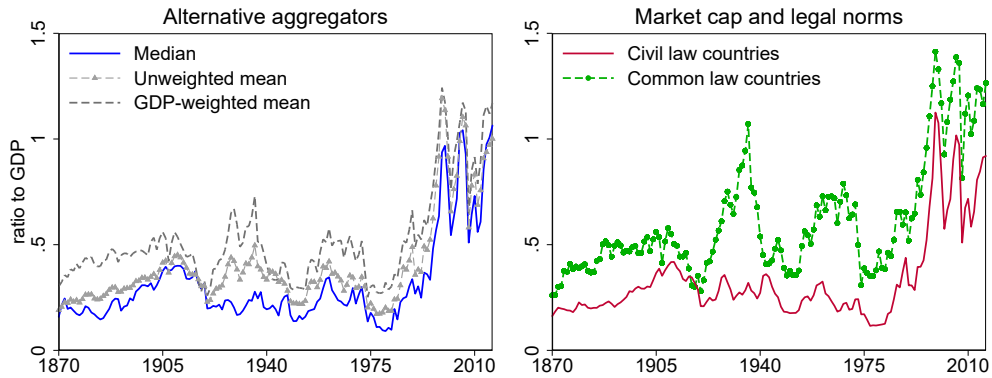 Alternative aggregators
ratio to GDP
1.5
1
.5
0
Median
Unweighted mean
GDP-weighted mean
1870 1905 1940 1975 2010
Market cap and legal norms
1.5
1
.5
0
Civil law countries
Common law countries
1870 1905 1940 1975 2010